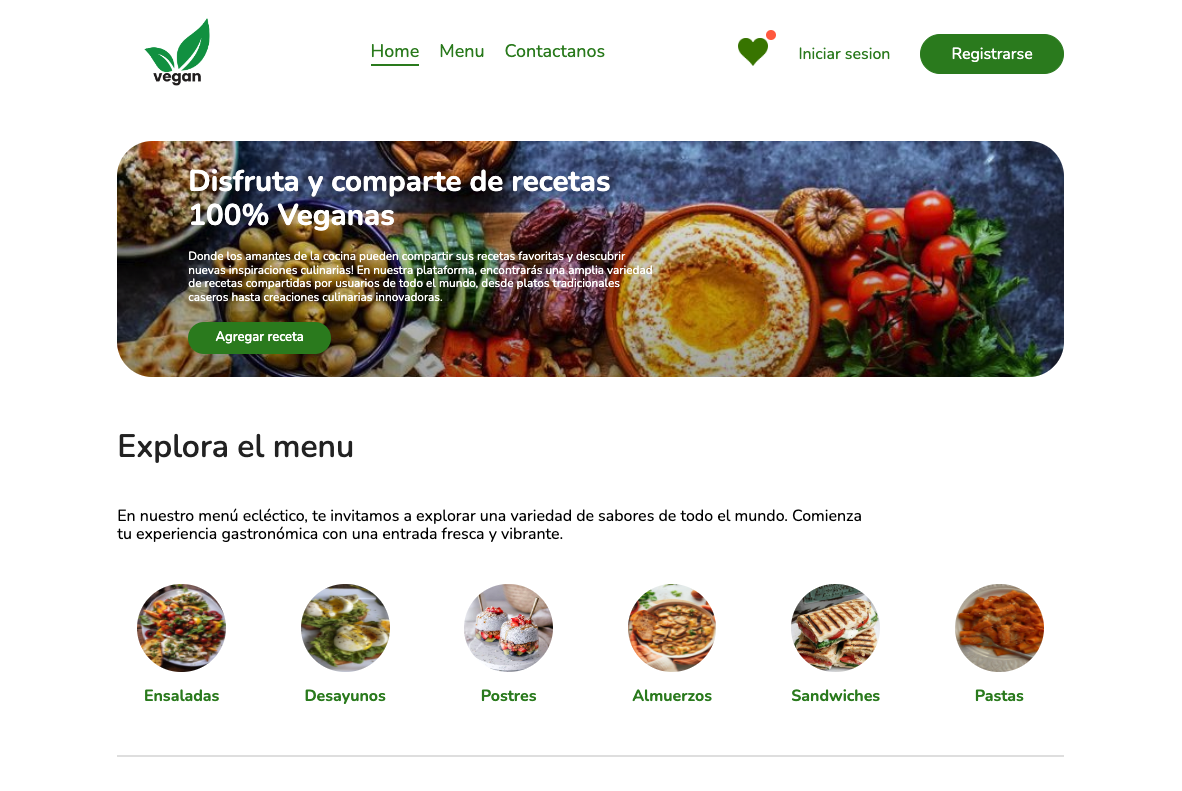 vegan
Home
Menu
Contactanos
Iniciar sesion
Registrarse
Disfruta y comparte de recetas
100% Veganas
Donde los amantes de la cocina pueden compartir sus recetas favoritas y descubrir
nuevas inspiraciones culinarias! En nuestra plataforma, encontrarás una amplia variedad
de recetas compartidas por usuarios de todo el mundo, desde platos tradicionales
caseros hasta creaciones culinarias innovadoras.
Agregar receta
Explora el menu
En nuestro menú ecléctico, te invitamos a explorar una variedad de sabores de todo el mundo. Comienza
tu experiencia gastronómica con una entrada fresca y vibrante.
Ensaladas
Desayunos
Postres
Almuerzos
Sandwiches
Pastas